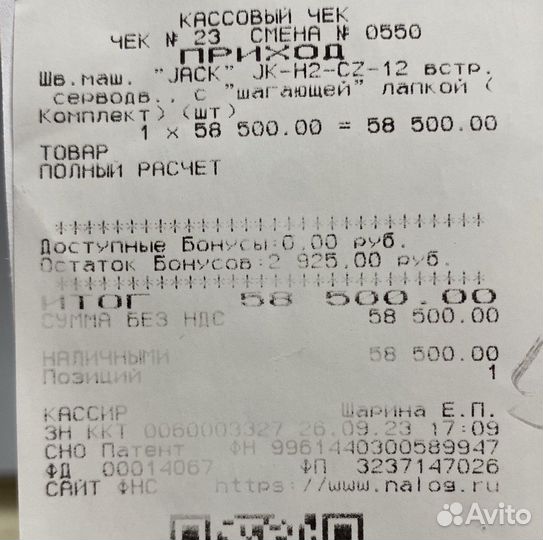 КАССОВЫЙ ЧЕК
ЧЕК № 23 СМЕНА № 0550
ПРИХОД
Шв.маш. "JACK" JK-H2-CZ-12 встр.
серводв., с "шагающей" лапкой (
Комплект) (шт)
1 х 58 500.00 = 58 500.00
ТОВАР
ПОЛНЫЙ РАСЧЕТ
********************************
Доступные Бонусы:0,00 руб.
Остаток Бонусов:2 925,00 руб.
********************************
ИТОГ 58 500.00
СУММА БЕЗ НДС 58 500.00
НАЛИЧНЫМИ 58 500.00
Позиций 1
КАССИР Шарина Е.П.
ЗН ККТ 0060003327 26.09.23 17:09
СНО Патент ФН 9961440300589947
ФД 00014067 ФП 3237147026
САЙТ ФНС https://www.nalog.ru
Avito